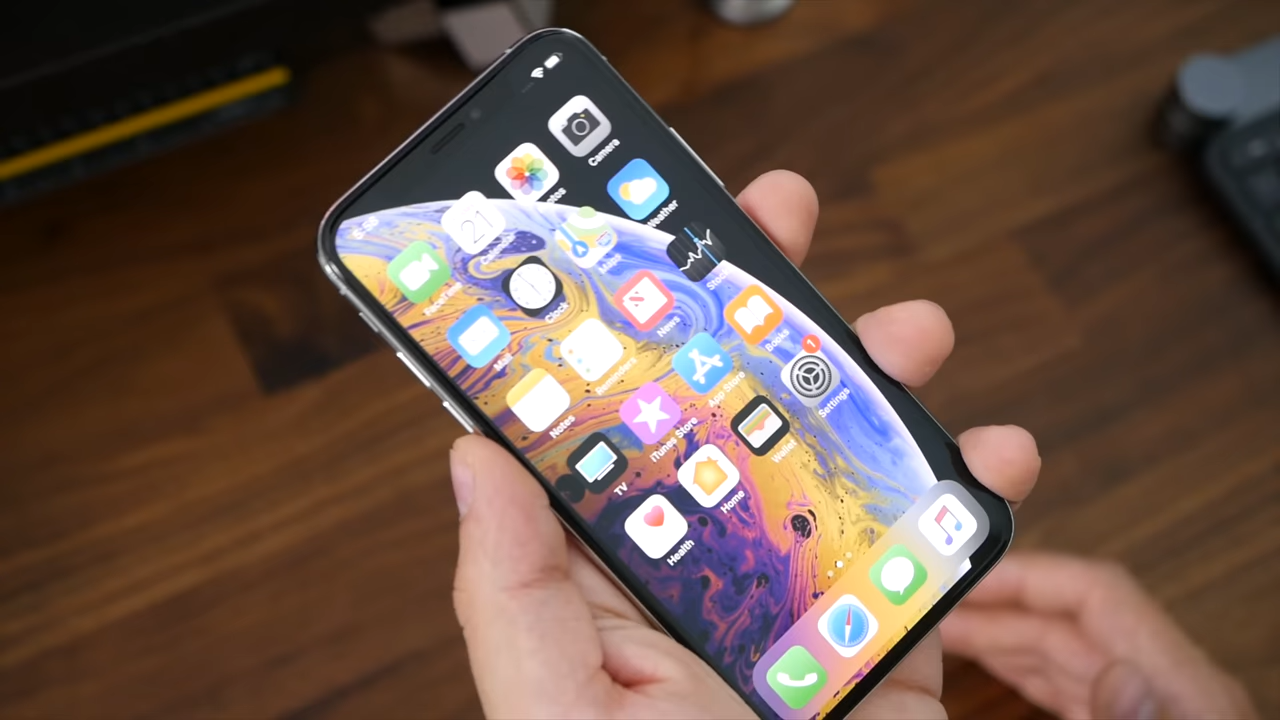 FaceTime
21
Calendar
Photos
Camera
Mail
Clock
Maps
Weather
Notes
Reminders
News
Stocks
TV
iTunes Store
App Store
Books
Health
Home
Wallet
1
Settings